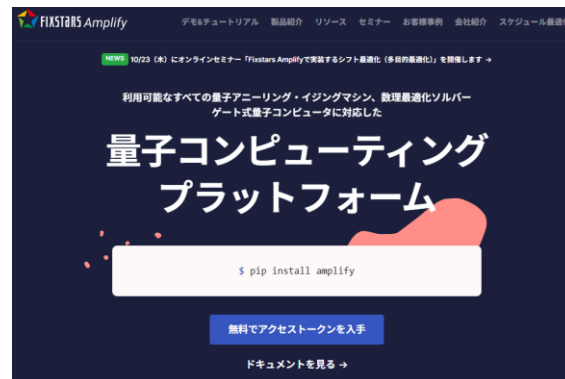 FIXSTARS Amplify
デモ&チュートリアル 製品紹介 リソース セミナー お客様事例 会社紹介 スケジュール最適
NEWS 10/23（木）にオンラインセミナー「Fixstars Amplifyで実装するシフト最適化（多目的最適化）」を開催します →
利用可能なすべての量子アニーリング・イジングマシン、数理最適化ソルバー
ゲート式量子コンピュータに対応した
量子コンピューティング
プラットフォーム
$ pip install amplify
無料でアクセストークンを入手
ドキュメントを見る →